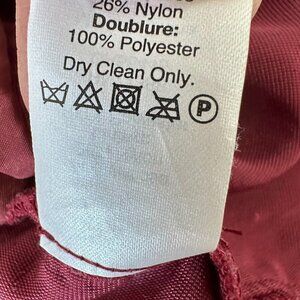 26% Nylon
Doublure:
100% Polyester
Dry Clean Only.
P